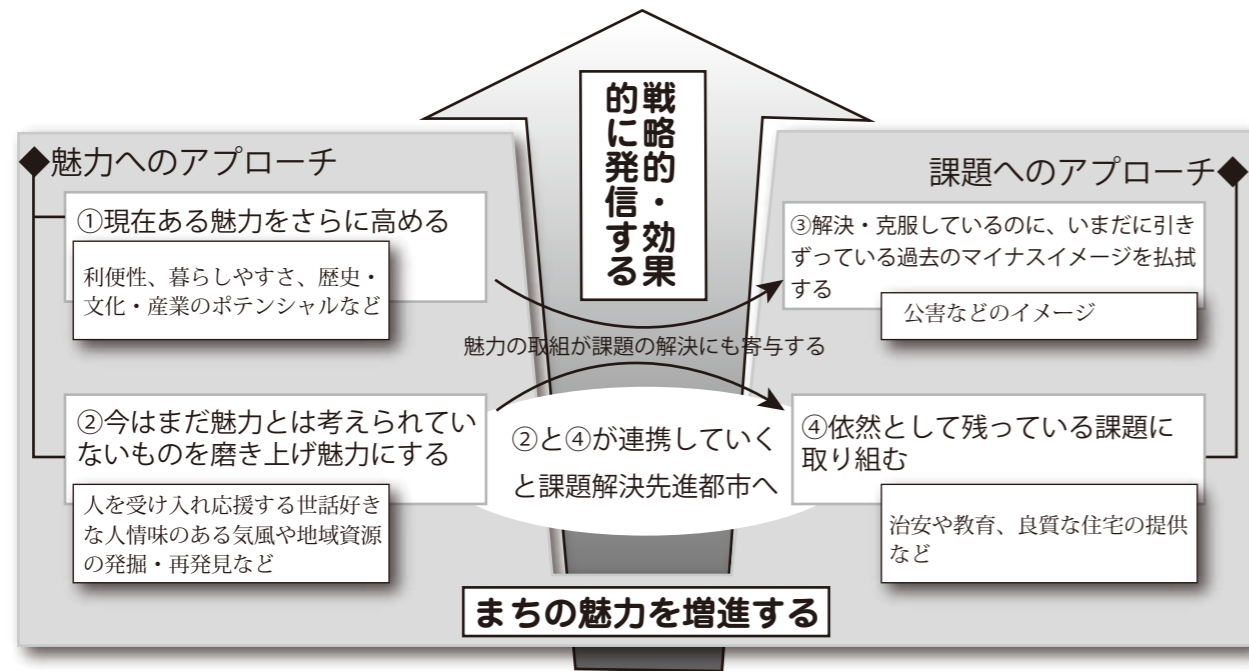 戦略的・効果
的に発信する
◆魅力へのアプローチ
①現在ある魅力をさらに高める
利便性、暮らしやすさ、歴史・
文化・産業のポテンシャルなど
②今はまだ魅力とは考えられてい
ないものを磨き上げ魅力にする
人を受け入れ応援する世話好き
な人情味のある気風や地域資源
の発掘・再発見など
魅力の取組が課題の解決にも寄与する
②と④が連携していく
と課題解決先進都市へ
課題へのアプローチ◆
③解決・克服しているのに、いまだに引き
ずっている過去のマイナスイメージを払拭
する
公害などのイメージ
④依然として残っている課題に
取り組む
治安や教育、良質な住宅の提供
など
まちの魅力を増進する